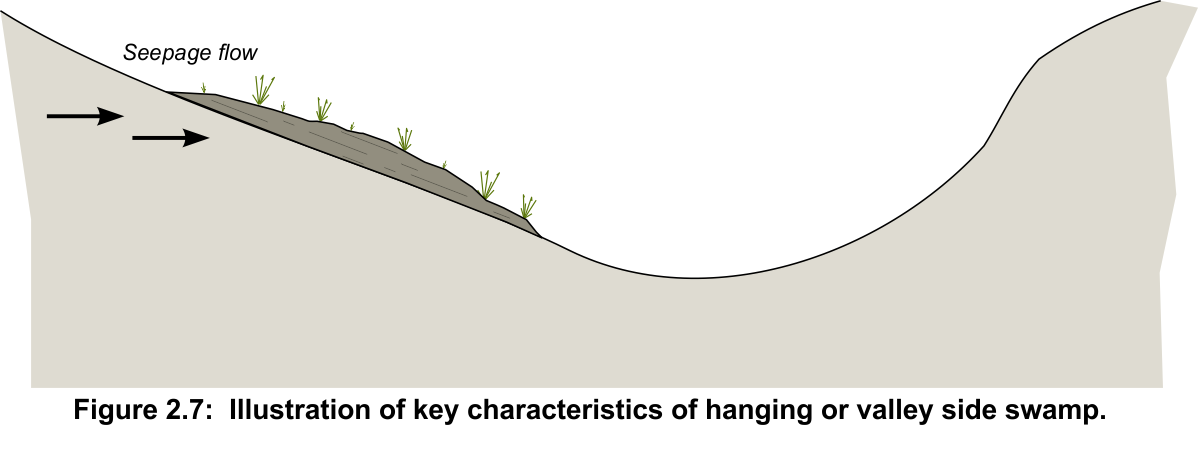 Seepage flow
Figure 2.7:  Illustration of key characteristics of hanging or valley side swamp.